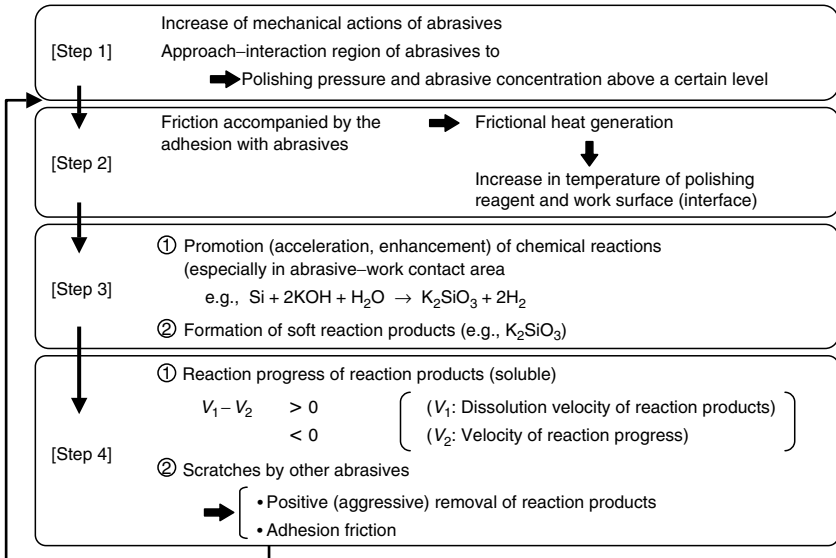 [Step 1]
Increase of mechanical actions of abrasives
Approach–interaction region of abrasives to
Polishing pressure and abrasive concentration above a certain level
[Step 2]
Friction accompanied by the
adhesion with abrasives
Frictional heat generation
Increase in temperature of polishing
reagent and work surface (interface)
[Step 3]
① Promotion (acceleration, enhancement) of chemical reactions
(especially in abrasive–work contact area
e.g., Si + 2KOH + H₂O → K₂SiO₃ + 2H₂
② Formation of soft reaction products (e.g., K₂SiO₃)
[Step 4]
① Reaction progress of reaction products (soluble)
V₁ – V₂ > 0 (V₁: Dissolution velocity of reaction products)
< 0 (V₂: Velocity of reaction progress)
② Scratches by other abrasives
• Positive (aggressive) removal of reaction products
• Adhesion friction